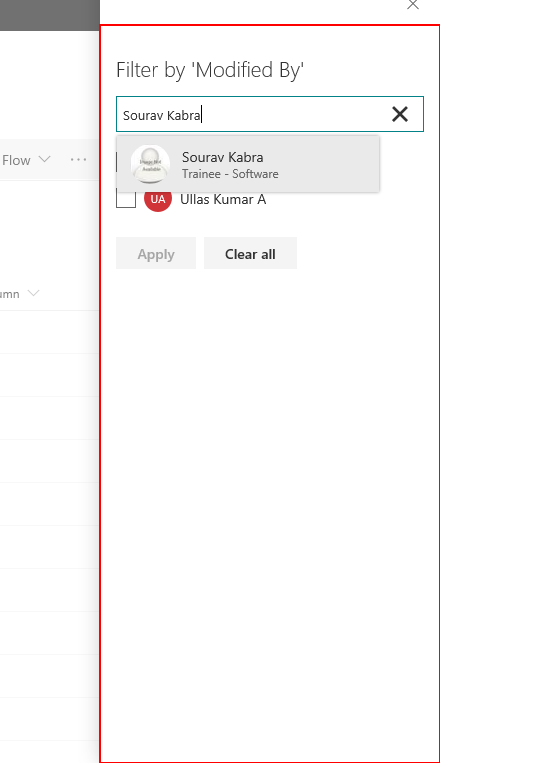 Filter by 'Modified By'
Sourav Kabra
Flow
Sourav Kabra
Trainee - Software
UA
Ullas Kumar A
Apply
Clear all
umn